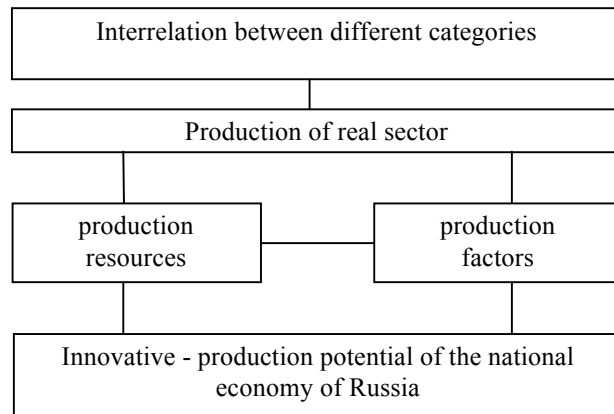 Interrelation between different categories
Production of real sector
production
resources
production
factors
Innovative - production potential of the national
economy of Russia